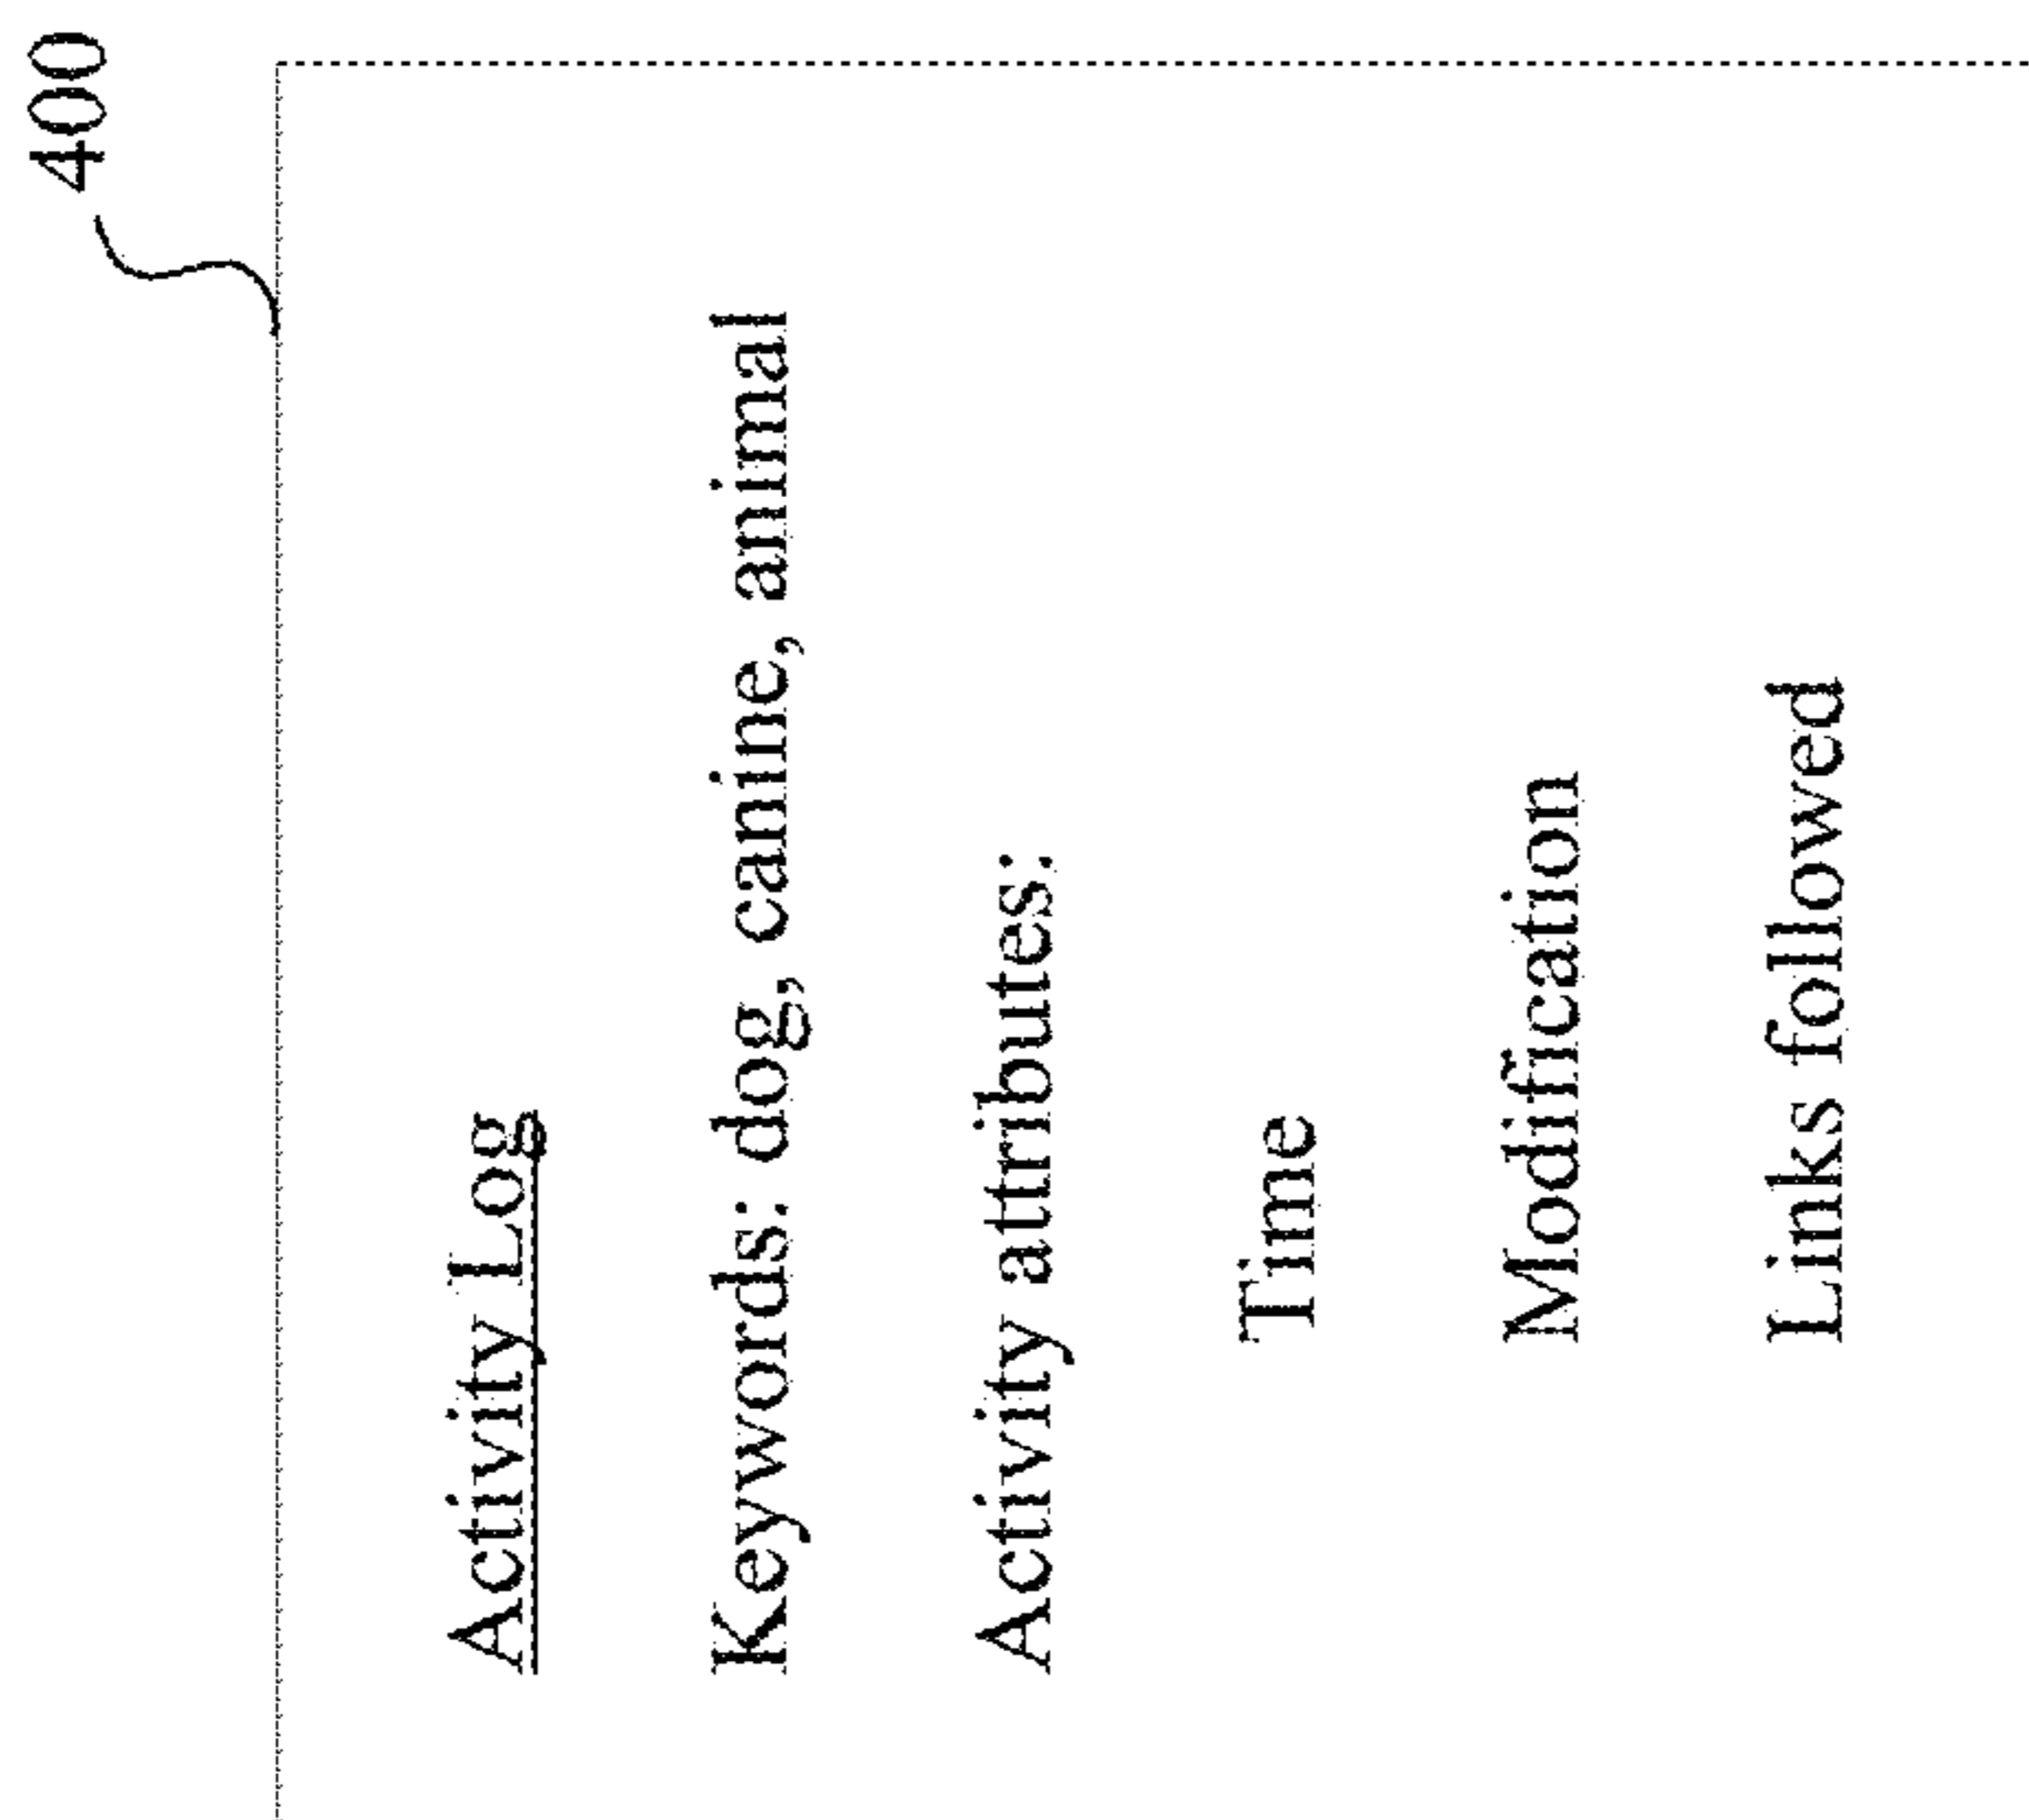 400
Activity Log
Keywords: dog, canine, animal
Activity attributes:
Time
Modification
Links followed